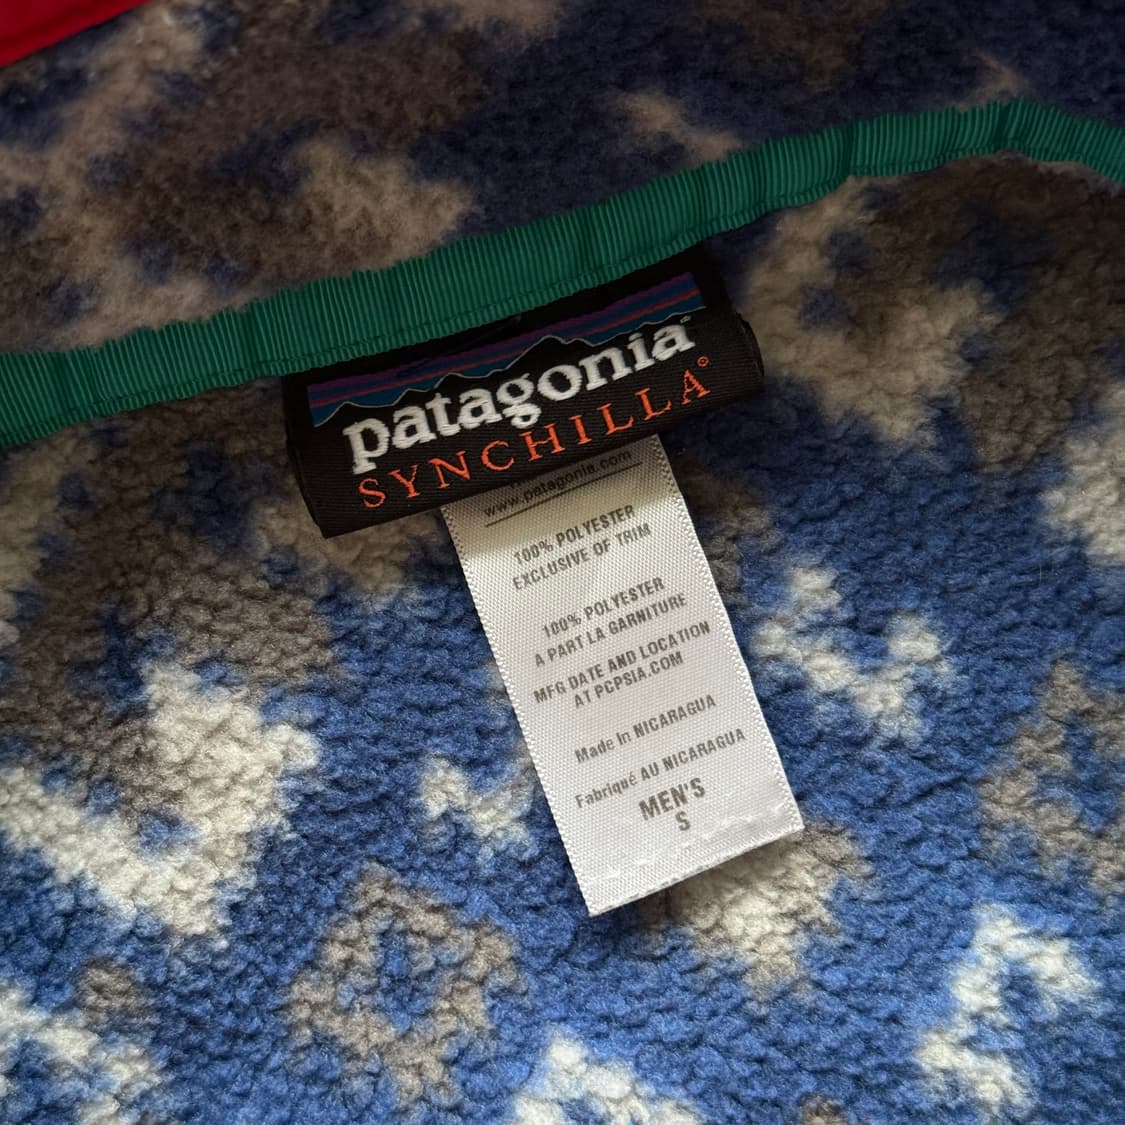 patagonia®
SYNCHILLA®
www.patagonia.com
100% POLYESTER
EXCLUSIVE OF TRIM
100% POLYESTER
A PART LA GARNITURE
MFG DATE AND LOCATION
AT PCPSIA.COM
Made In NICARAGUA
Fabriqué AU NICARAGUA
MEN'S
S